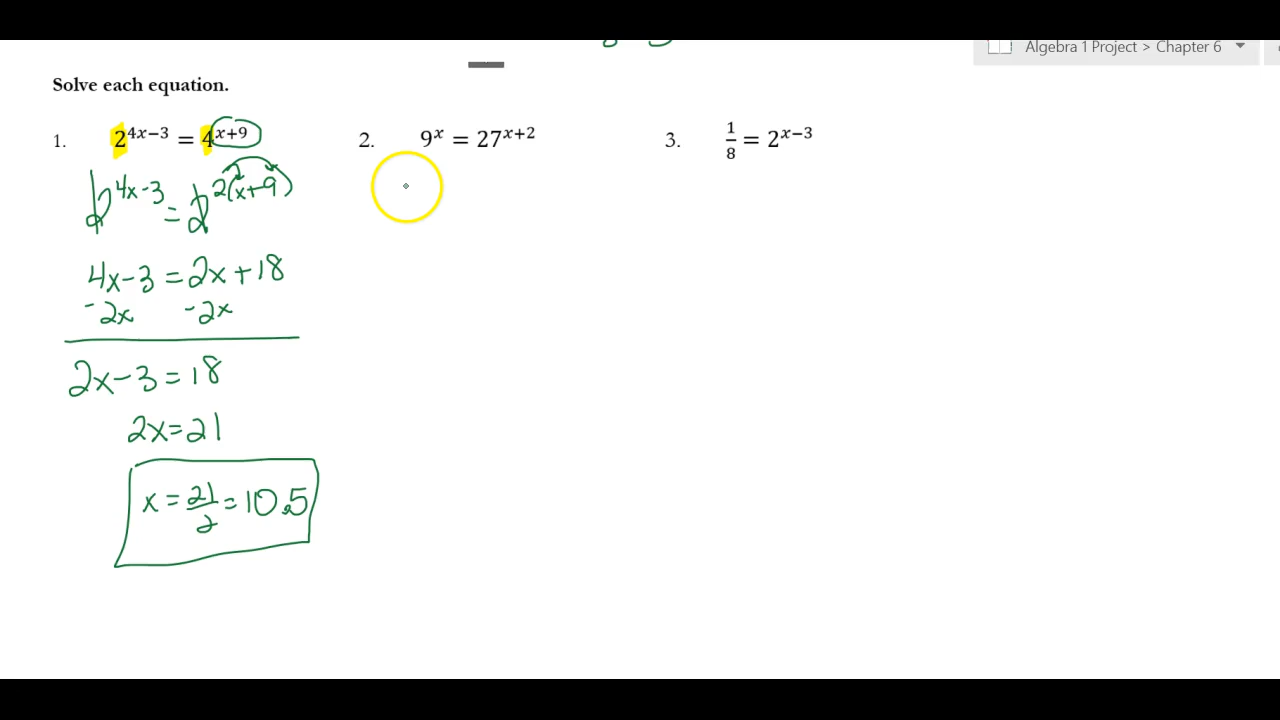 Algebra 1 Project > Chapter 6
Solve each equation.
1. 2^{4x−3} = 4^{x+9}
2. 9^x = 27^{x+2}
3. 1/8 = 2^{x−3}
2^{4x-3} = 2^{2(x+9)}
4x-3 = 2x+18
-2x -2x
2x-3 = 18
2x = 21
x = 21/2 = 10.5